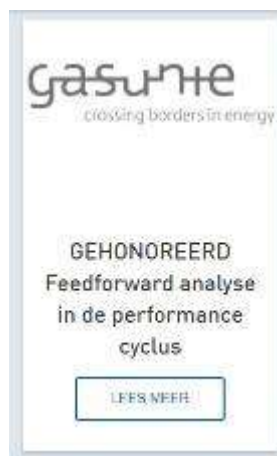 gasunie
crossing borders in energy
GEHONOREERD
Feedforward analyse
in de performance
cyclus
LEES MEER